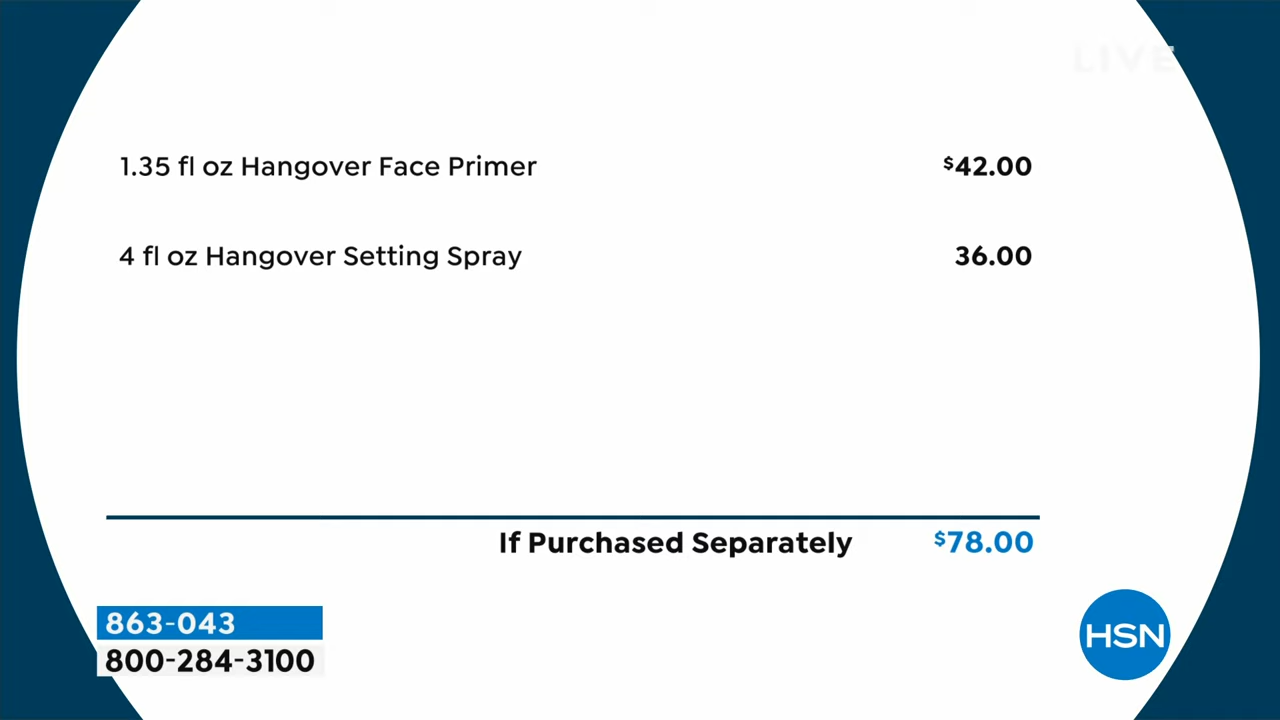 LIVE
1.35 fl oz Hangover Face Primer $42.00
4 fl oz Hangover Setting Spray 36.00
If Purchased Separately $78.00
863-043
800-284-3100
HSN